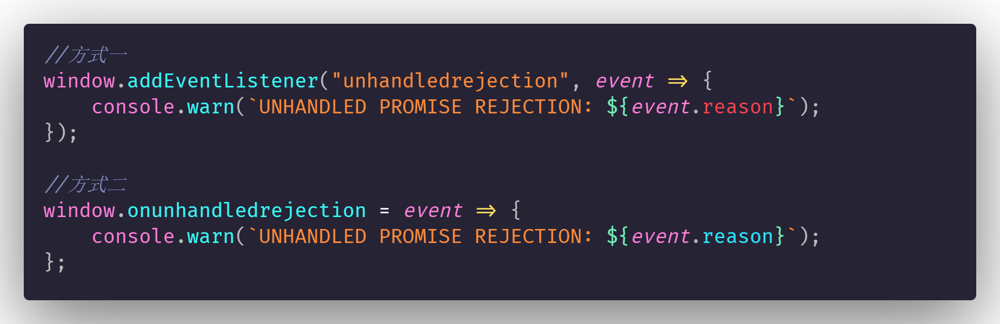 //方式一
window.addEventListener("unhandledrejection", event => {
    console.warn(`UNHANDLED PROMISE REJECTION: ${event.reason}`);
});
//方式二
window.onunhandledrejection = event => {
    console.warn(`UNHANDLED PROMISE REJECTION: ${event.reason}`);
};